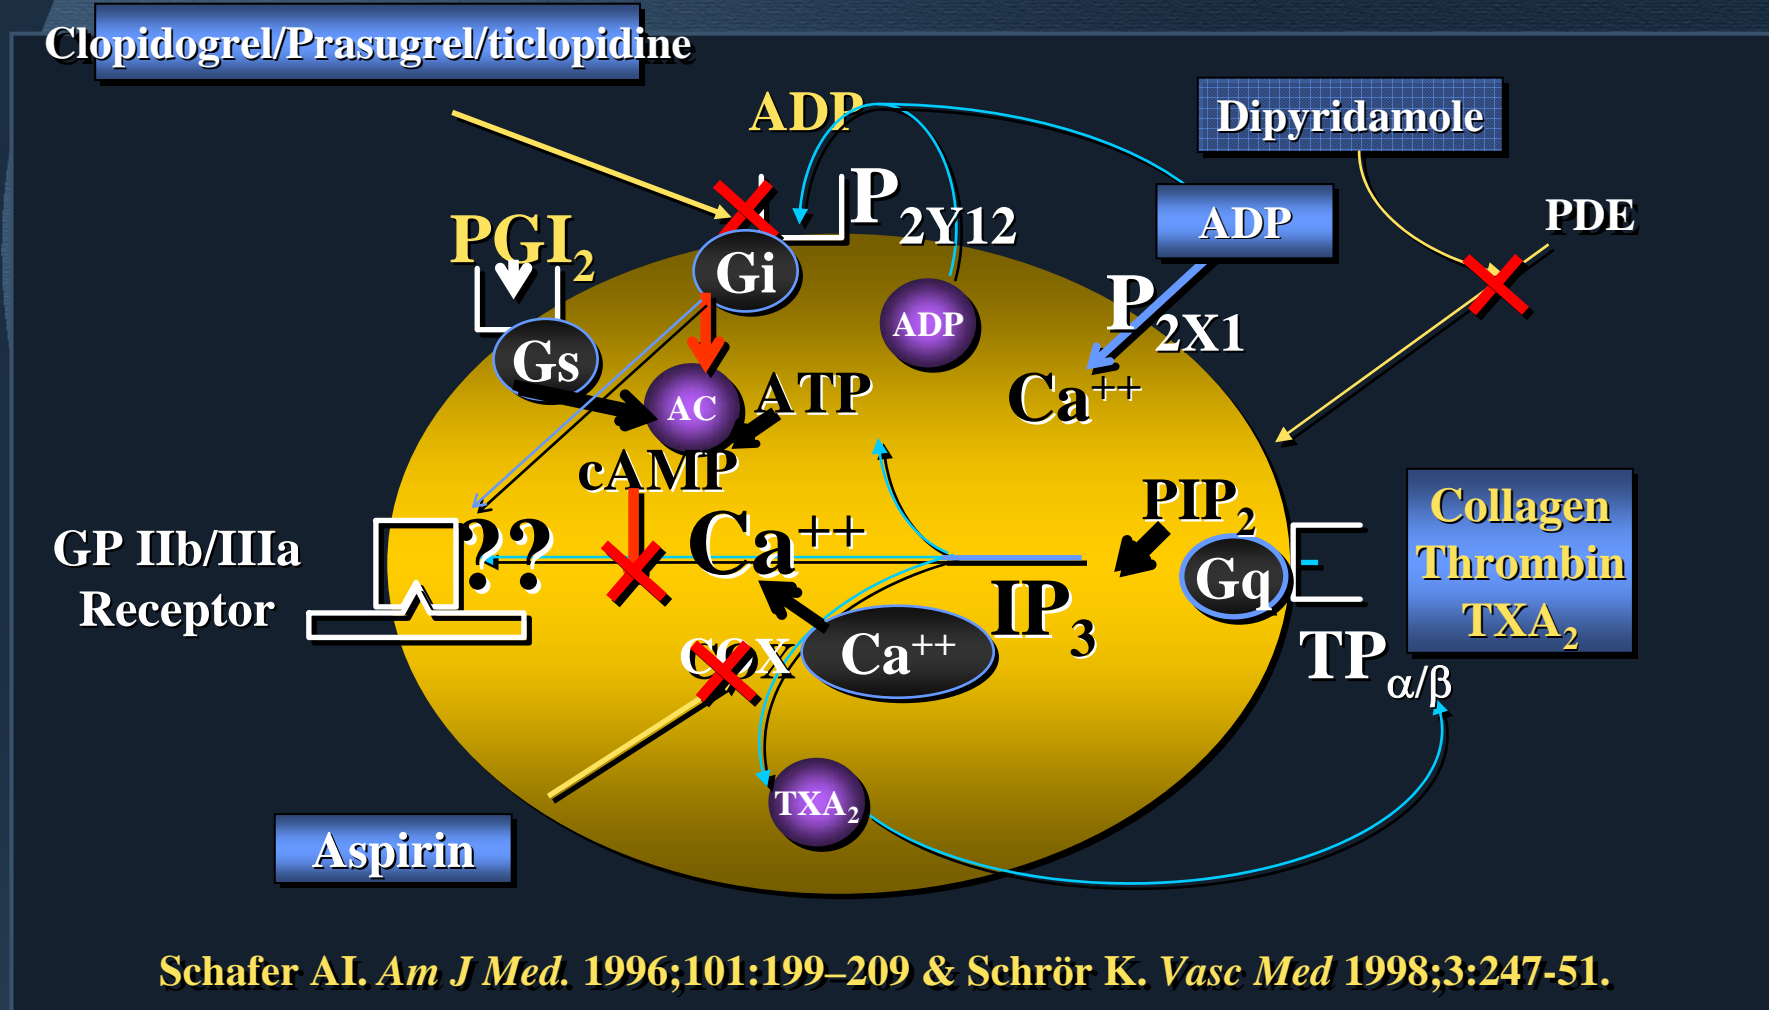 Clopidogrel/Prasugrel/ticlopidine
ADP
Dipyridamole
P2Y12
ADP
PDE
PGI2
Gi
ADP
P2X1
Gs
AC
ATP
Ca++
cAMP
PIP2
Collagen
Thrombin
TXA2
GP IIb/IIIa
Receptor
??
Ca++
Gq
IP3
COX
Ca++
TPα/β
TXA2
Aspirin
Schafer AI. Am J Med. 1996;101:199–209 & Schrör K. Vasc Med 1998;3:247-51.